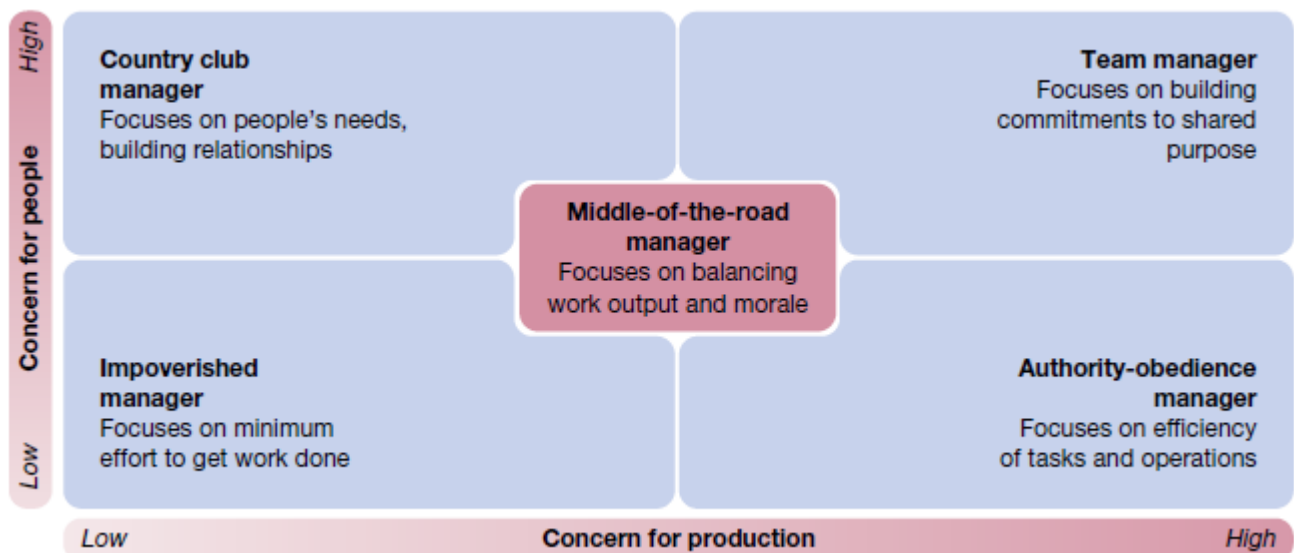 High
Concern for people
Low
Country club
manager
Focuses on people's needs,
building relationships
Team manager
Focuses on building
commitments to shared
purpose
Middle-of-the-road
manager
Focuses on balancing
work output and morale
Impoverished
manager
Focuses on minimum
effort to get work done
Authority-obedience
manager
Focuses on efficiency
of tasks and operations
Low
Concern for production
High